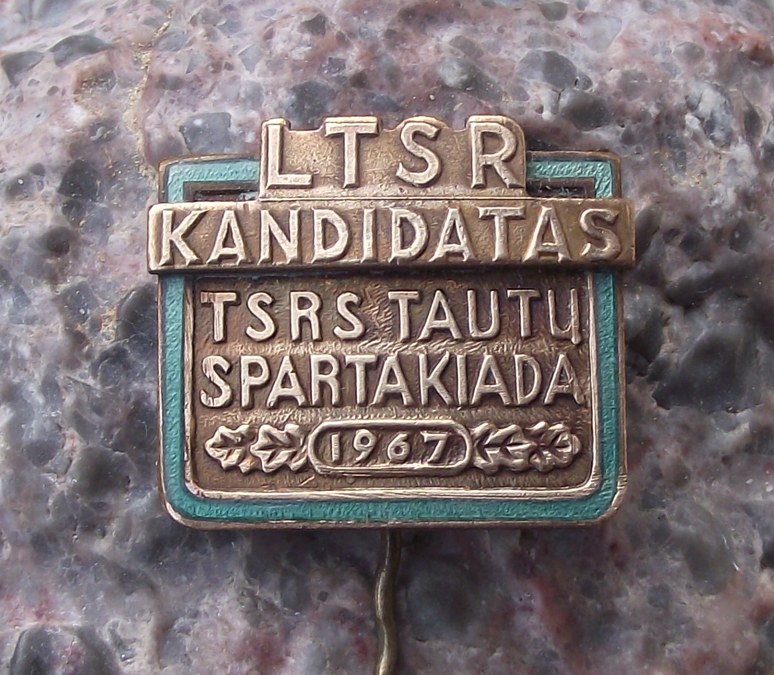 LTSR
KANDIDATAS
TSRS TAUTŲ
SPARTAKIADA
1967